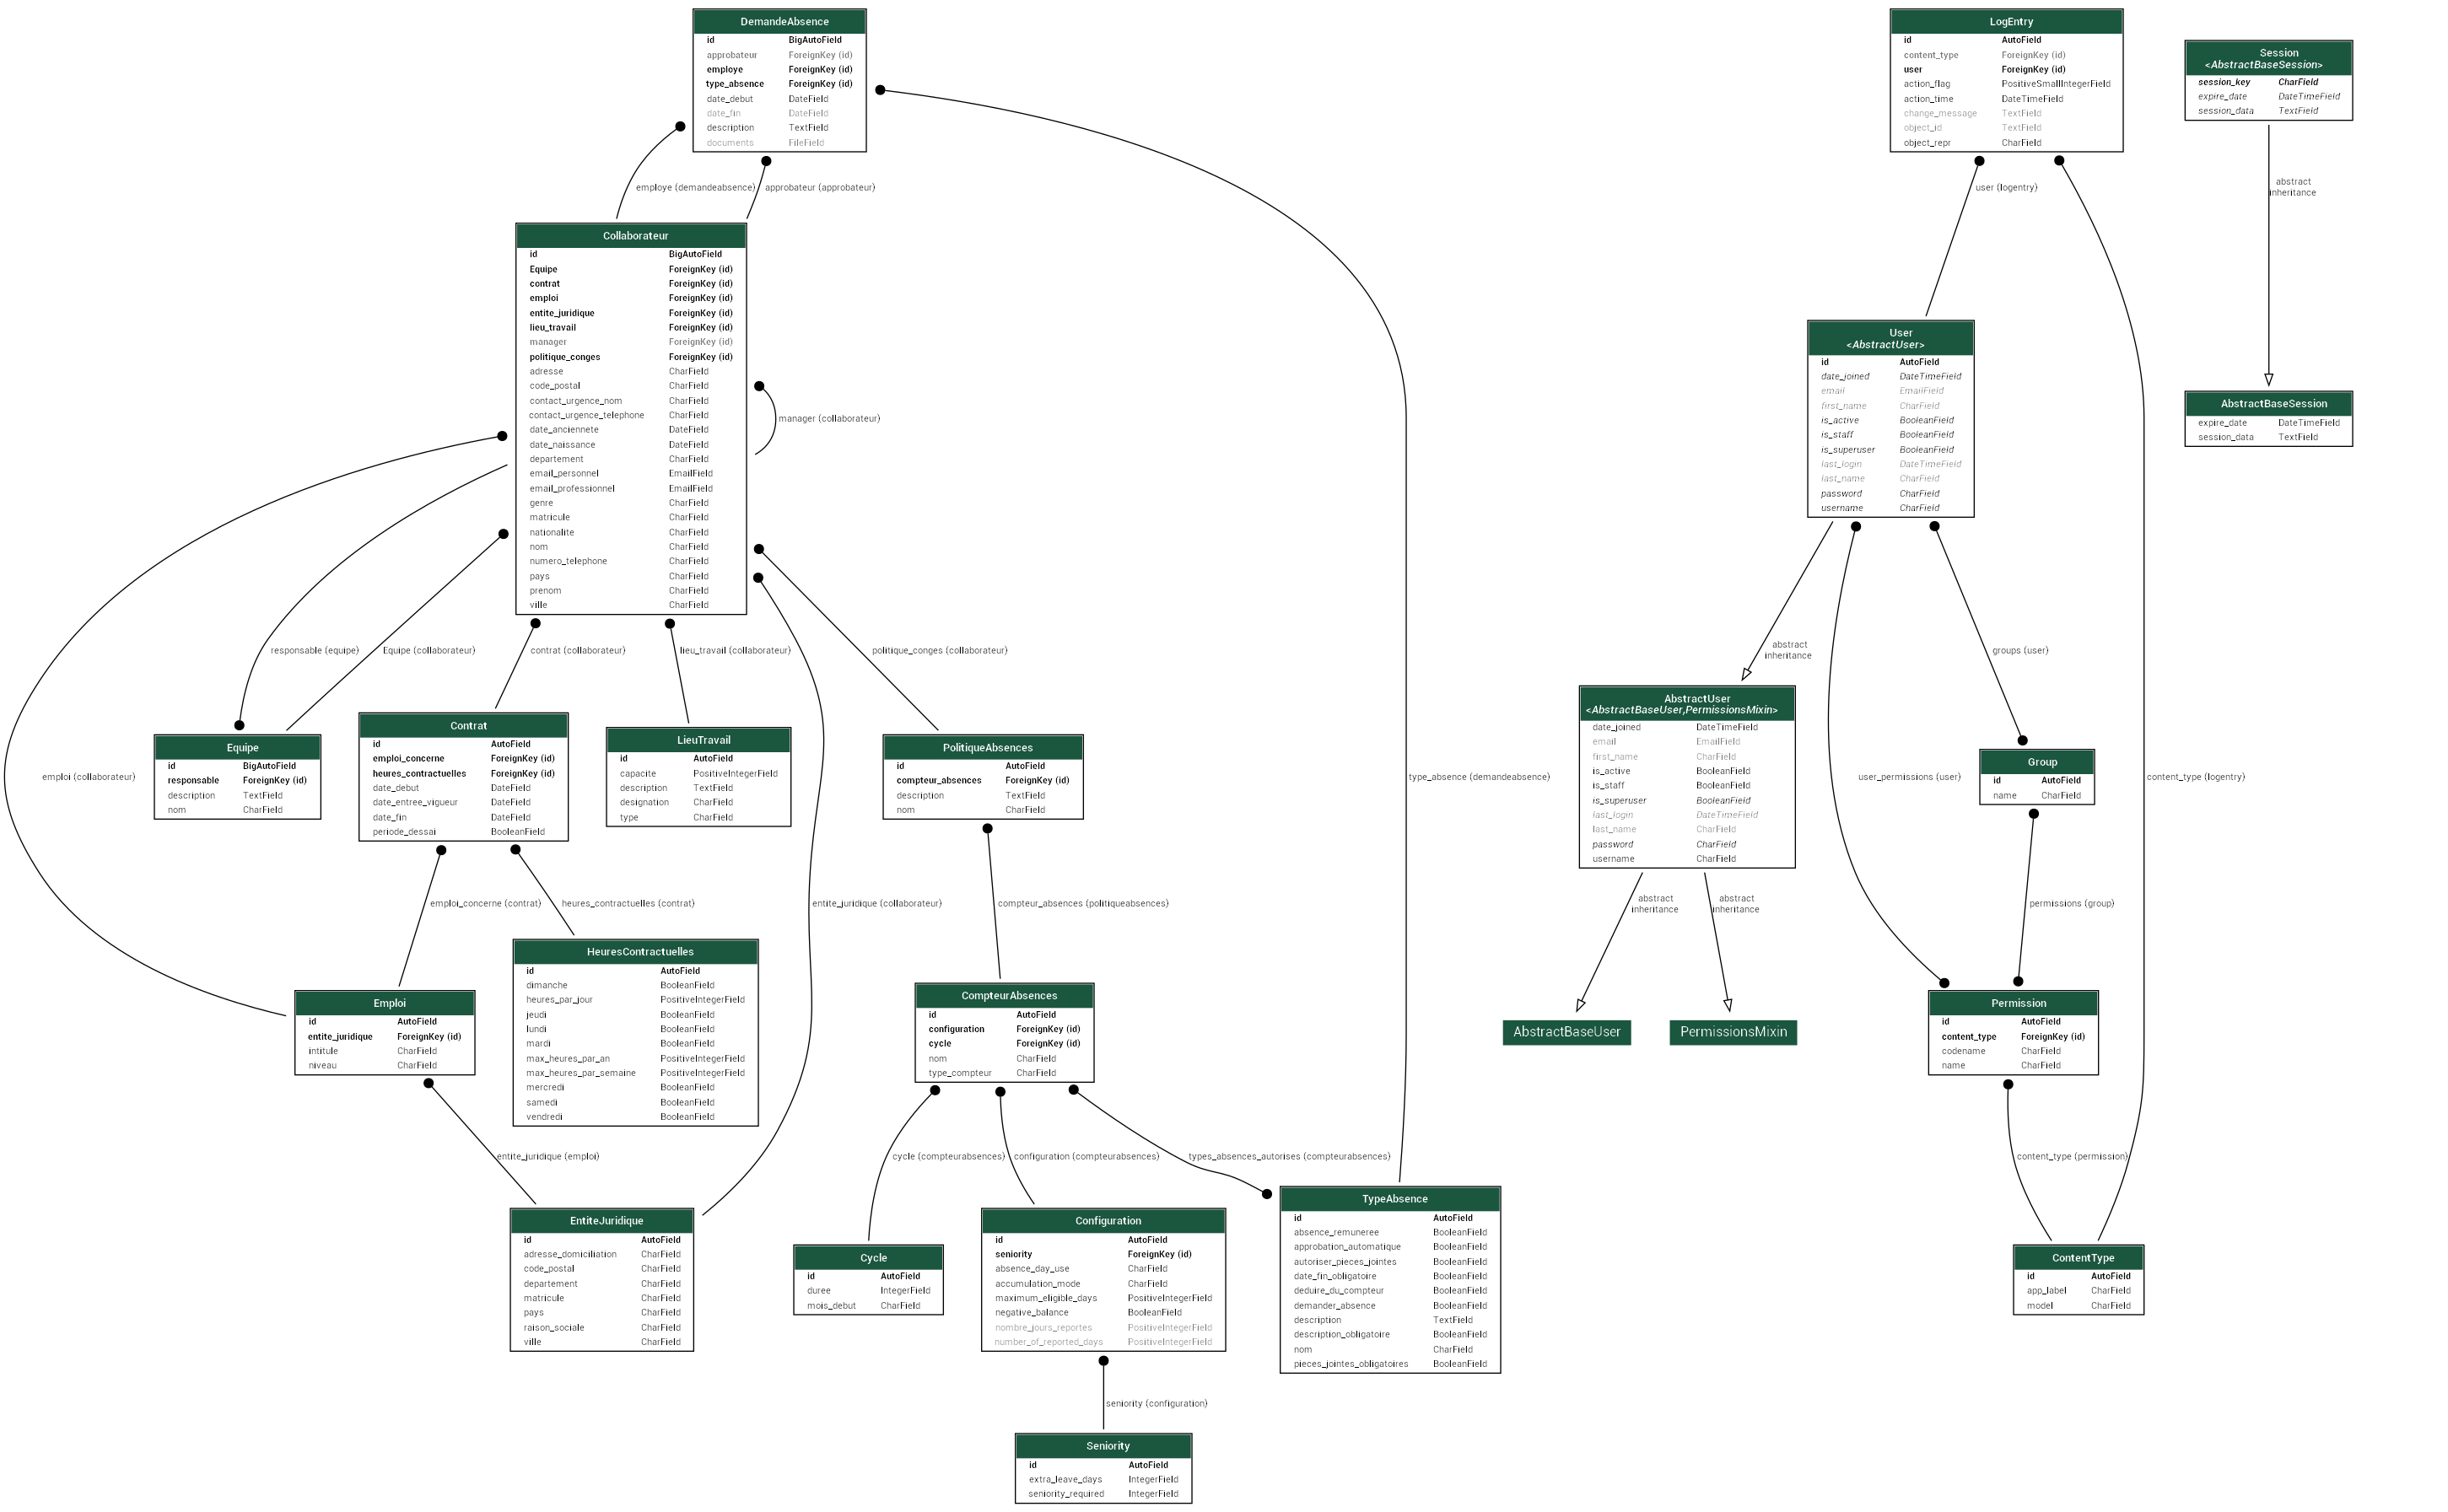 DemandeAbsence
id BigAutoField
approbateur ForeignKey (id)
employe ForeignKey (id)
type_absence ForeignKey (id)
date_debut DateField
date_fin DateField
description TextField
documents FileField
employe (demandeabsence)
approbateur (approbateur)
Collaborateur
id BigAutoField
Equipe ForeignKey (id)
contrat ForeignKey (id)
emploi ForeignKey (id)
entite_juridique ForeignKey (id)
lieu_travail ForeignKey (id)
manager ForeignKey (id)
politique_conges ForeignKey (id)
adresse CharField
code_postal CharField
contact_urgence_nom CharField
contact_urgence_telephone CharField
date_anciennete DateField
date_naissance DateField
departement CharField
email_personnel EmailField
email_professionnel EmailField
genre CharField
matricule CharField
nationalite CharField
nom CharField
numero_telephone CharField
pays CharField
prenom CharField
ville CharField
manager (collaborateur)
responsable (equipe)
Equipe (collaborateur)
contrat (collaborateur)
lieu_travail (collaborateur)
politique_conges (collaborateur)
Equipe
id BigAutoField
responsable ForeignKey (id)
description TextField
nom CharField
Contrat
id AutoField
emploi_concerne ForeignKey (id)
heures_contractuelles ForeignKey (id)
date_debut DateField
date_entree_vigueur DateField
date_fin DateField
periode_dessai BooleanField
LieuTravail
id AutoField
capacite PositiveIntegerField
description TextField
designation CharField
type CharField
PolitiqueAbsences
id AutoField
compteur_absences ForeignKey (id)
description TextField
nom CharField
emploi (collaborateur)
type_absence (demandeabsence)
emploi_concerne (contrat)
heures_contractuelles (contrat)
entite_juridique (collaborateur)
compteur_absences (politiqueabsences)
HeuresContractuelles
id AutoField
dimanche BooleanField
heures_par_jour PositiveIntegerField
jeudi BooleanField
lundi BooleanField
mardi BooleanField
max_heures_par_an PositiveIntegerField
max_heures_par_semaine PositiveIntegerField
mercredi BooleanField
samedi BooleanField
vendredi BooleanField
Emploi
id AutoField
entite_juridique ForeignKey (id)
intitule CharField
niveau CharField
CompteurAbsences
id AutoField
configuration ForeignKey (id)
cycle ForeignKey (id)
nom CharField
type_compteur CharField
entite_juridique (emploi)
cycle (compteurabsences)
configuration (compteurabsences)
types_absences_autorises (compteurabsences)
EntiteJuridique
id AutoField
adresse_domiciliation CharField
code_postal CharField
departement CharField
matricule CharField
pays CharField
raison_sociale CharField
ville CharField
Cycle
id AutoField
duree IntegerField
mois_debut CharField
Configuration
id AutoField
seniority ForeignKey (id)
absence_day_use CharField
accumulation_mode CharField
maximum_eligible_days PositiveIntegerField
negative_balance BooleanField
nombre_jours_reportes PositiveIntegerField
number_of_reported_days PositiveIntegerField
TypeAbsence
id AutoField
absence_remuneree BooleanField
approbation_automatique BooleanField
autoriser_pieces_jointes BooleanField
date_fin_obligatoire BooleanField
deduire_du_compteur BooleanField
demander_absence BooleanField
description TextField
description_obligatoire BooleanField
nom CharField
pieces_jointes_obligatoires BooleanField
seniority (configuration)
Seniority
id AutoField
extra_leave_days IntegerField
seniority_required IntegerField
LogEntry
id AutoField
content_type ForeignKey (id)
user ForeignKey (id)
action_flag PositiveSmallIntegerField
action_time DateTimeField
change_message TextField
object_id TextField
object_repr CharField
Session
<AbstractBaseSession>
session_key CharField
expire_date DateTimeField
session_data TextField
user (logentry)
abstract
inheritance
User
<AbstractUser>
id AutoField
date_joined DateTimeField
email EmailField
first_name CharField
is_active BooleanField
is_staff BooleanField
is_superuser BooleanField
last_login DateTimeField
last_name CharField
password CharField
username CharField
AbstractBaseSession
expire_date DateTimeField
session_data TextField
abstract
inheritance
groups (user)
AbstractUser
<AbstractBaseUser,PermissionsMixin>
date_joined DateTimeField
email EmailField
first_name CharField
is_active BooleanField
is_staff BooleanField
is_superuser BooleanField
last_login DateTimeField
last_name CharField
password CharField
username CharField
user_permissions (user)
Group
id AutoField
name CharField
content_type (logentry)
abstract
inheritance
abstract
inheritance
permissions (group)
AbstractBaseUser
PermissionsMixin
Permission
id AutoField
content_type ForeignKey (id)
codename CharField
name CharField
content_type (permission)
ContentType
id AutoField
app_label CharField
model CharField